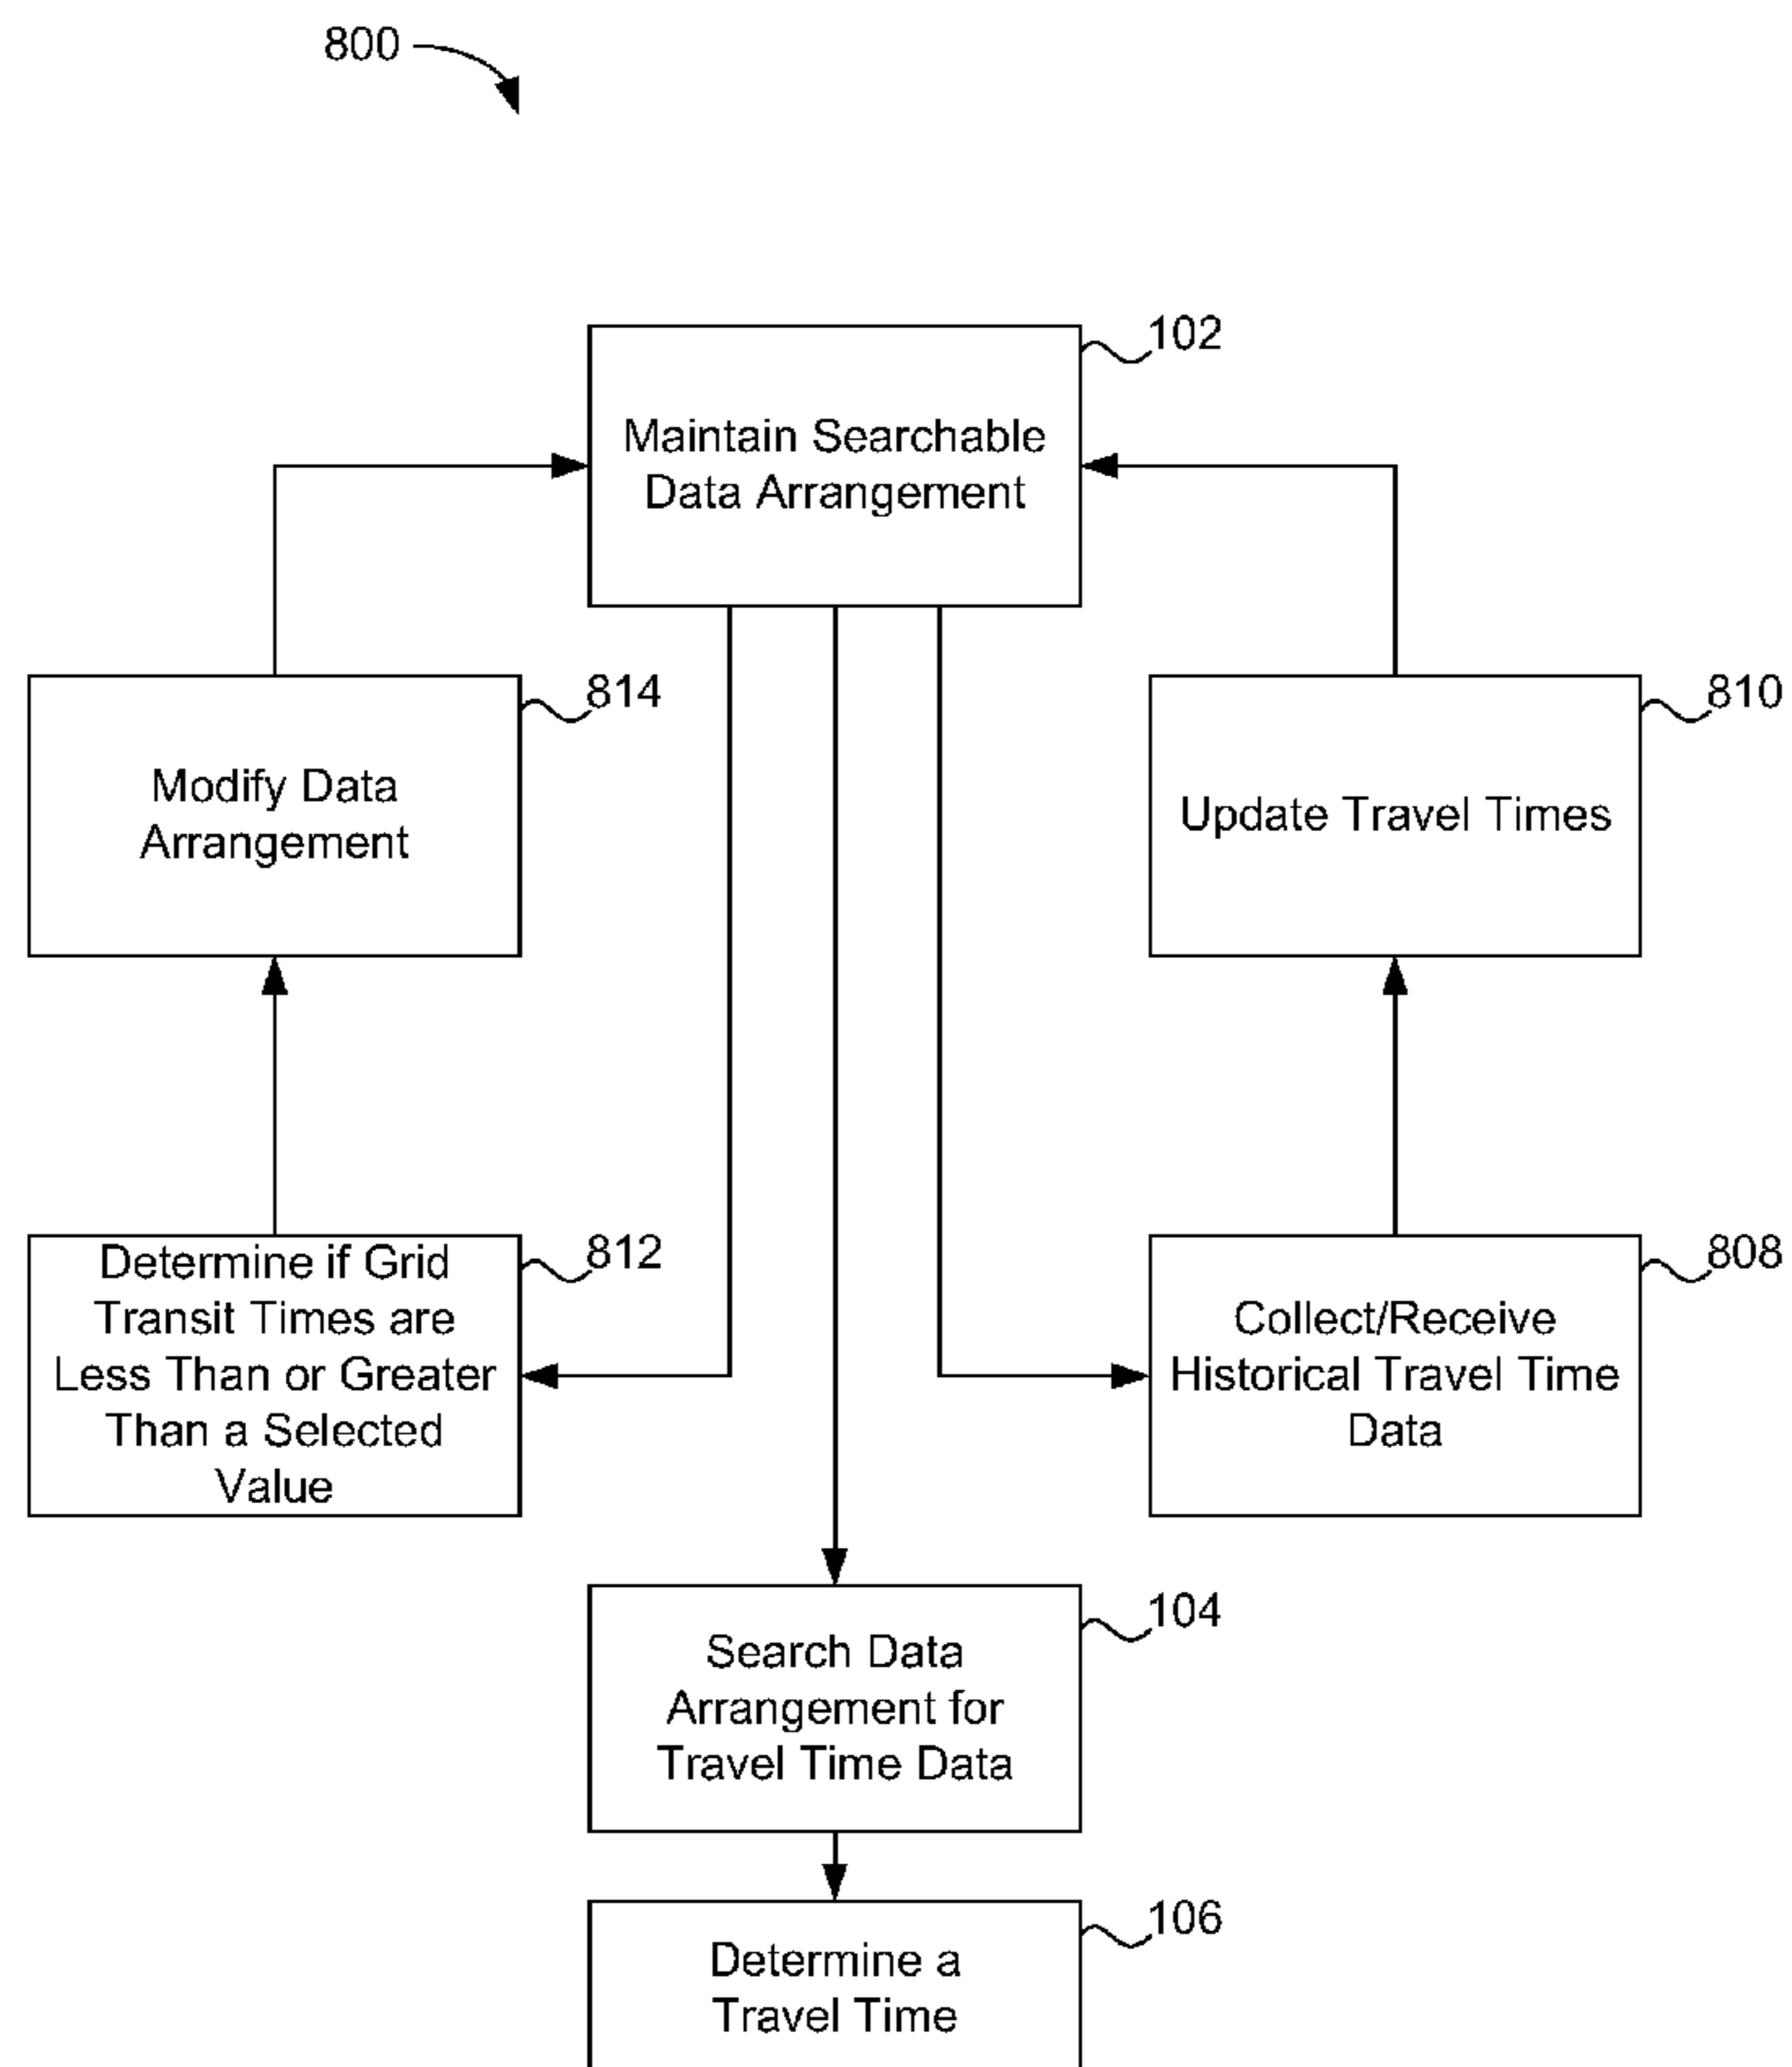 800
102
Maintain Searchable
Data Arrangement
814
Modify Data
Arrangement
810
Update Travel Times
812
Determine if Grid
Transit Times are
Less Than or Greater
Than a Selected
Value
808
Collect/Receive
Historical Travel Time
Data
104
Search Data
Arrangement for
Travel Time Data
106
Determine a
Travel Time